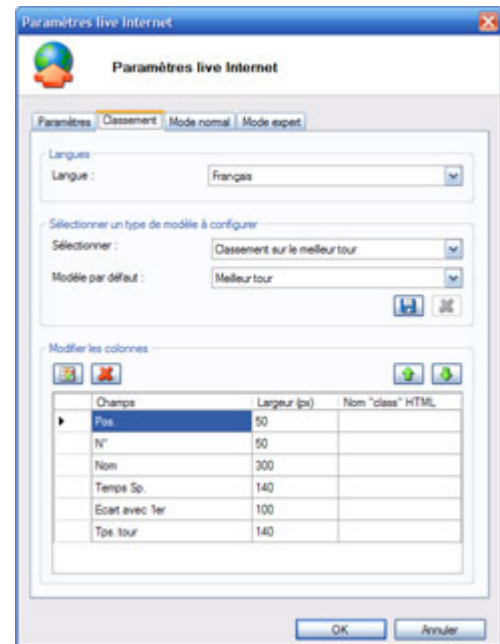 Paramètres live Internet
Paramètres live Internet
Paramètres Classement Mode normal Mode expert
Langues
Langue : Français
Sélectionner un type de modèle à configurer
Sélectionner : Classement sur le meilleur tour
Modèle par défaut : Meilleur tour
Modifier les colonnes
Champs Largeur (px) Nom "class" HTML
Pos. 50
N° 50
Nom 300
Temps Sp. 140
Ecart avec 1er 100
Tps. tour 140
OK Annuler